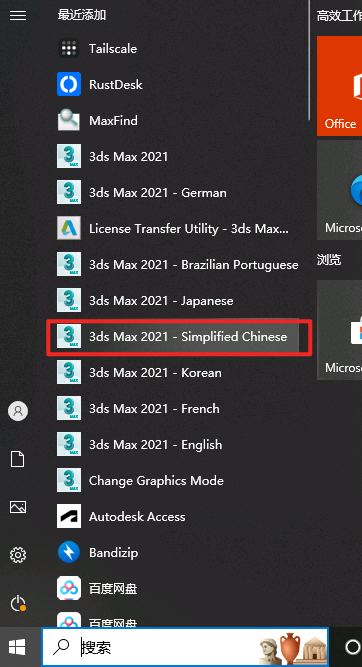 最近添加
Tailscale
RustDesk
MaxFind
3ds Max 2021
3ds Max 2021 - German
License Transfer Utility - 3ds Max...
3ds Max 2021 - Brazilian Portuguese
3ds Max 2021 - Japanese
3ds Max 2021 - Simplified Chinese
3ds Max 2021 - Korean
3ds Max 2021 - French
3ds Max 2021 - English
Change Graphics Mode
Autodesk Access
Bandizip
百度网盘
百度网盘
搜索
高效工作
Office
Micros
浏览
Micros